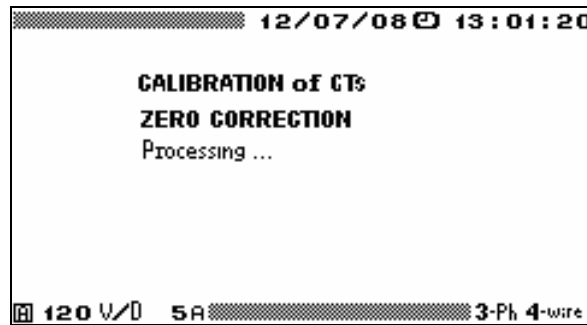 12/07/08 13:01:20
CALIBRATION of CTs
ZERO CORRECTION
Processing ...
A 120 V/D 5A 3-Ph 4-wire